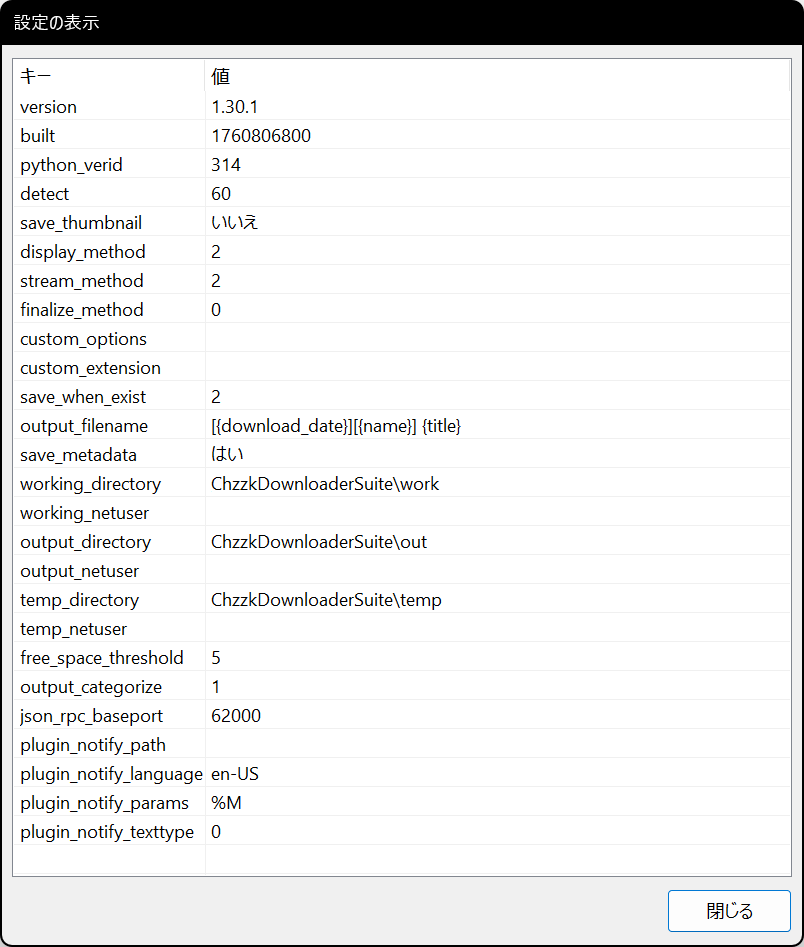 設定の表示
キー 値
version 1.30.1
built 1760806800
python_verid 314
detect 60
save_thumbnail いいえ
display_method 2
stream_method 2
finalize_method 0
custom_options
custom_extension
save_when_exist 2
output_filename [{download_date}][{name}] {title}
save_metadata はい
working_directory ChzzkDownloaderSuite\work
working_netuser
output_directory ChzzkDownloaderSuite\out
output_netuser
temp_directory ChzzkDownloaderSuite\temp
temp_netuser
free_space_threshold 5
output_categorize 1
json_rpc_baseport 62000
plugin_notify_path
plugin_notify_language en-US
plugin_notify_params %M
plugin_notify_texttype 0
閉じる